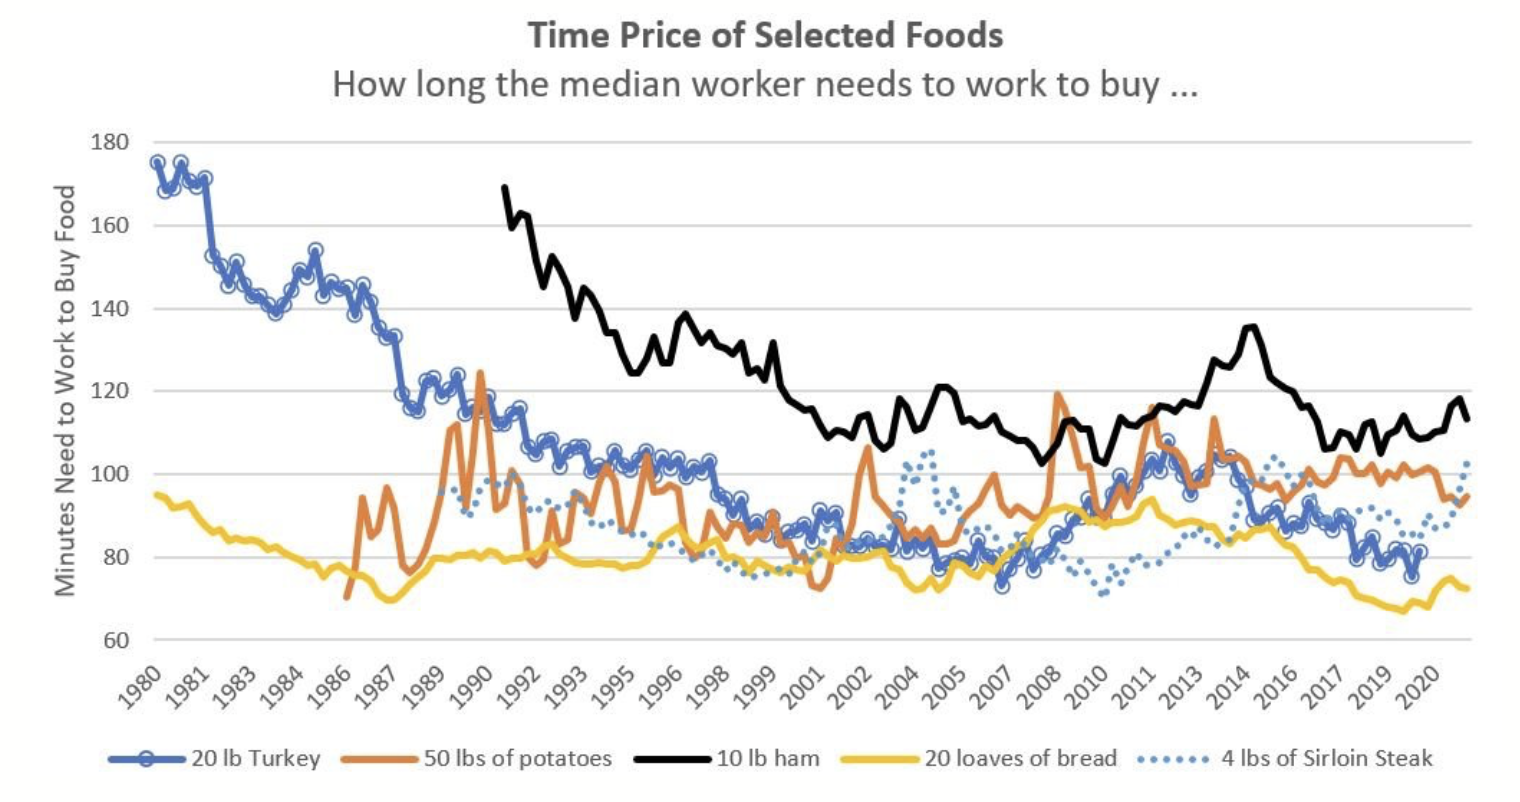 Time Price of Selected Foods
How long the median worker needs to work to buy ...
Minutes Need to Work to Buy Food
180
160
140
120
100
80
60
1980 1981 1983 1984 1986 1987 1989 1990 1992 1993 1995 1996 1998 1999 2001 2002 2004 2005 2007 2008 2010 2011 2013 2014 2016 2017 2019 2020
20 lb Turkey 50 lbs of potatoes 10 lb ham 20 loaves of bread 4 lbs of Sirloin Steak